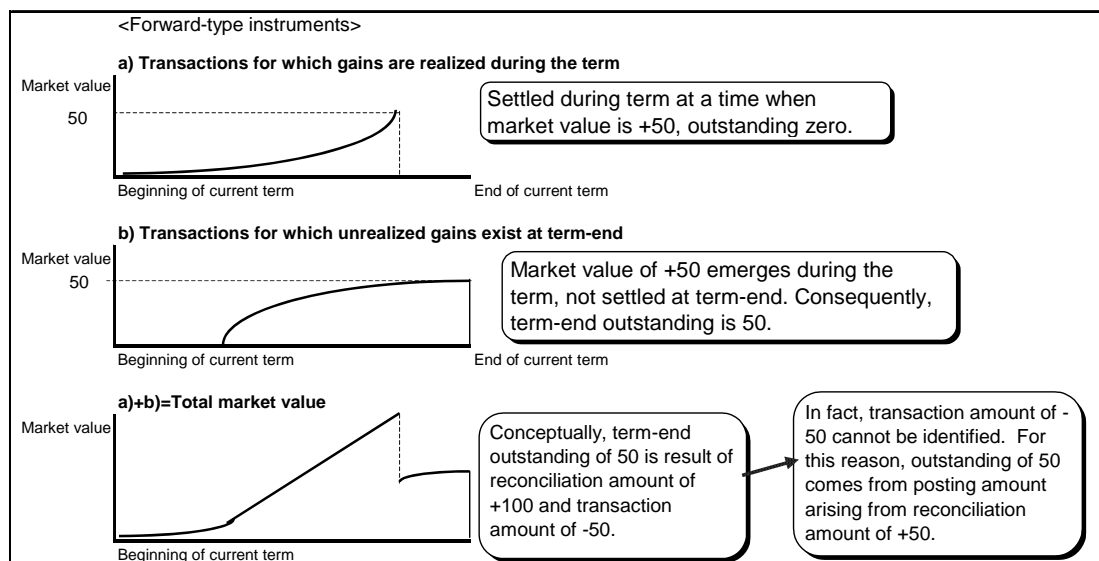 <Forward-type instruments>
a) Transactions for which gains are realized during the term
Market value
50
Settled during term at a time when
market value is +50, outstanding zero.
Beginning of current term
End of current term
b) Transactions for which unrealized gains exist at term-end
Market value
50
Market value of +50 emerges during the
term, not settled at term-end. Consequently,
term-end outstanding is 50.
Beginning of current term
End of current term
a)+b)=Total market value
Market value
Conceptually, term-end
outstanding of 50 is result of
reconciliation amount of
+100 and transaction
amount of -50.
In fact, transaction amount of -
50 cannot be identified.  For
this reason, outstanding of 50
comes from posting amount
arising from reconciliation
amount of +50.
Beginning of current term